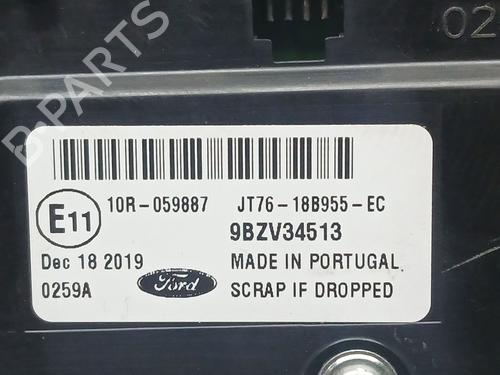 02
B-PARTS
E11
10R-059887 JT76-18B955-EC
9BZV34513
Dec 18 2019 MADE IN PORTUGAL
0259A Ford SCRAP IF DROPPED